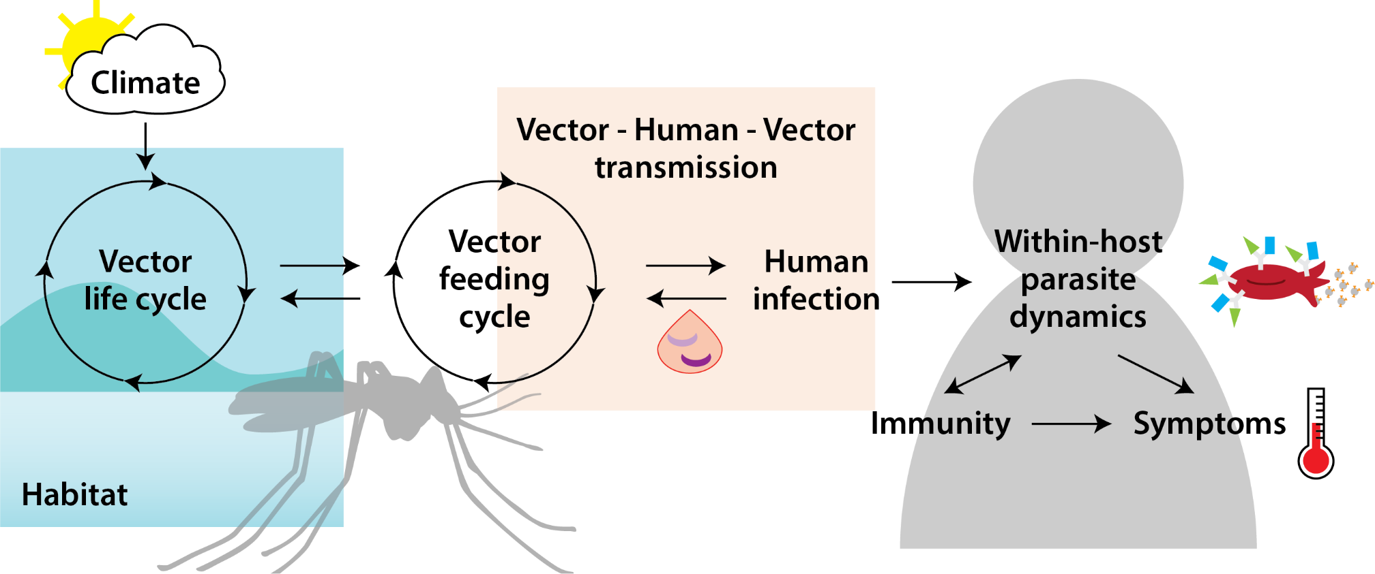 Climate
Vector - Human - Vector
transmission
Vector
life cycle
Vector
feeding
cycle
Human
infection
Within-host
parasite
dynamics
Immunity
Symptoms
Habitat